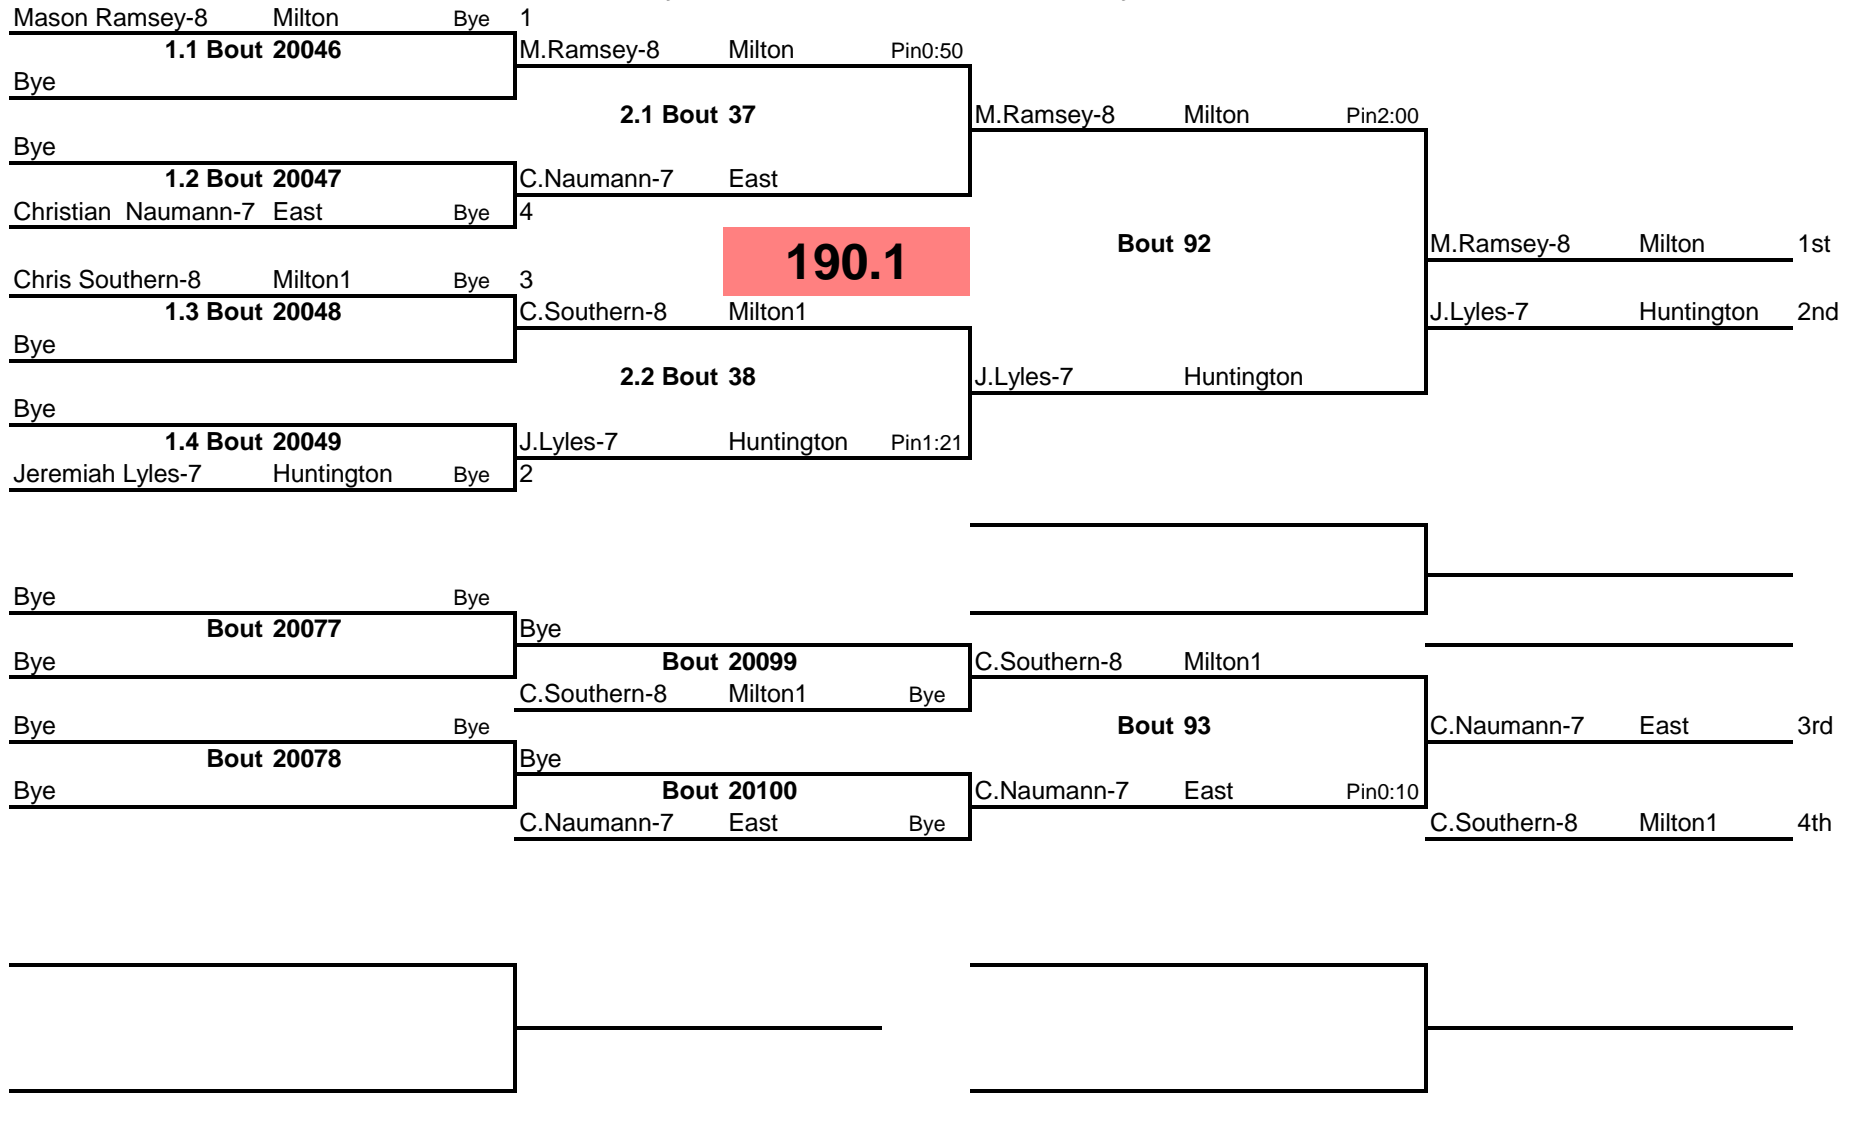 Mason Ramsey-8 Milton Bye 1
1.1 Bout 20046 M.Ramsey-8 Milton Pin0:50
Bye
2.1 Bout 37 M.Ramsey-8 Milton Pin2:00
Bye
1.2 Bout 20047 C.Naumann-7 East
Christian Naumann-7 East Bye 4
190.1 Bout 92 M.Ramsey-8 Milton 1st
Chris Southern-8 Milton1 Bye 3
1.3 Bout 20048 C.Southern-8 Milton1 J.Lyles-7 Huntington 2nd
Bye
2.2 Bout 38 J.Lyles-7 Huntington
Bye
1.4 Bout 20049 J.Lyles-7 Huntington Pin1:21
Jeremiah Lyles-7 Huntington Bye 2
Bye Bye
Bout 20077 Bye
Bye Bout 20099 C.Southern-8 Milton1
C.Southern-8 Milton1 Bye
Bye Bye Bout 93 C.Naumann-7 East 3rd
Bout 20078 Bye
Bye Bout 20100 C.Naumann-7 East Pin0:10
C.Naumann-7 East Bye C.Southern-8 Milton1 4th